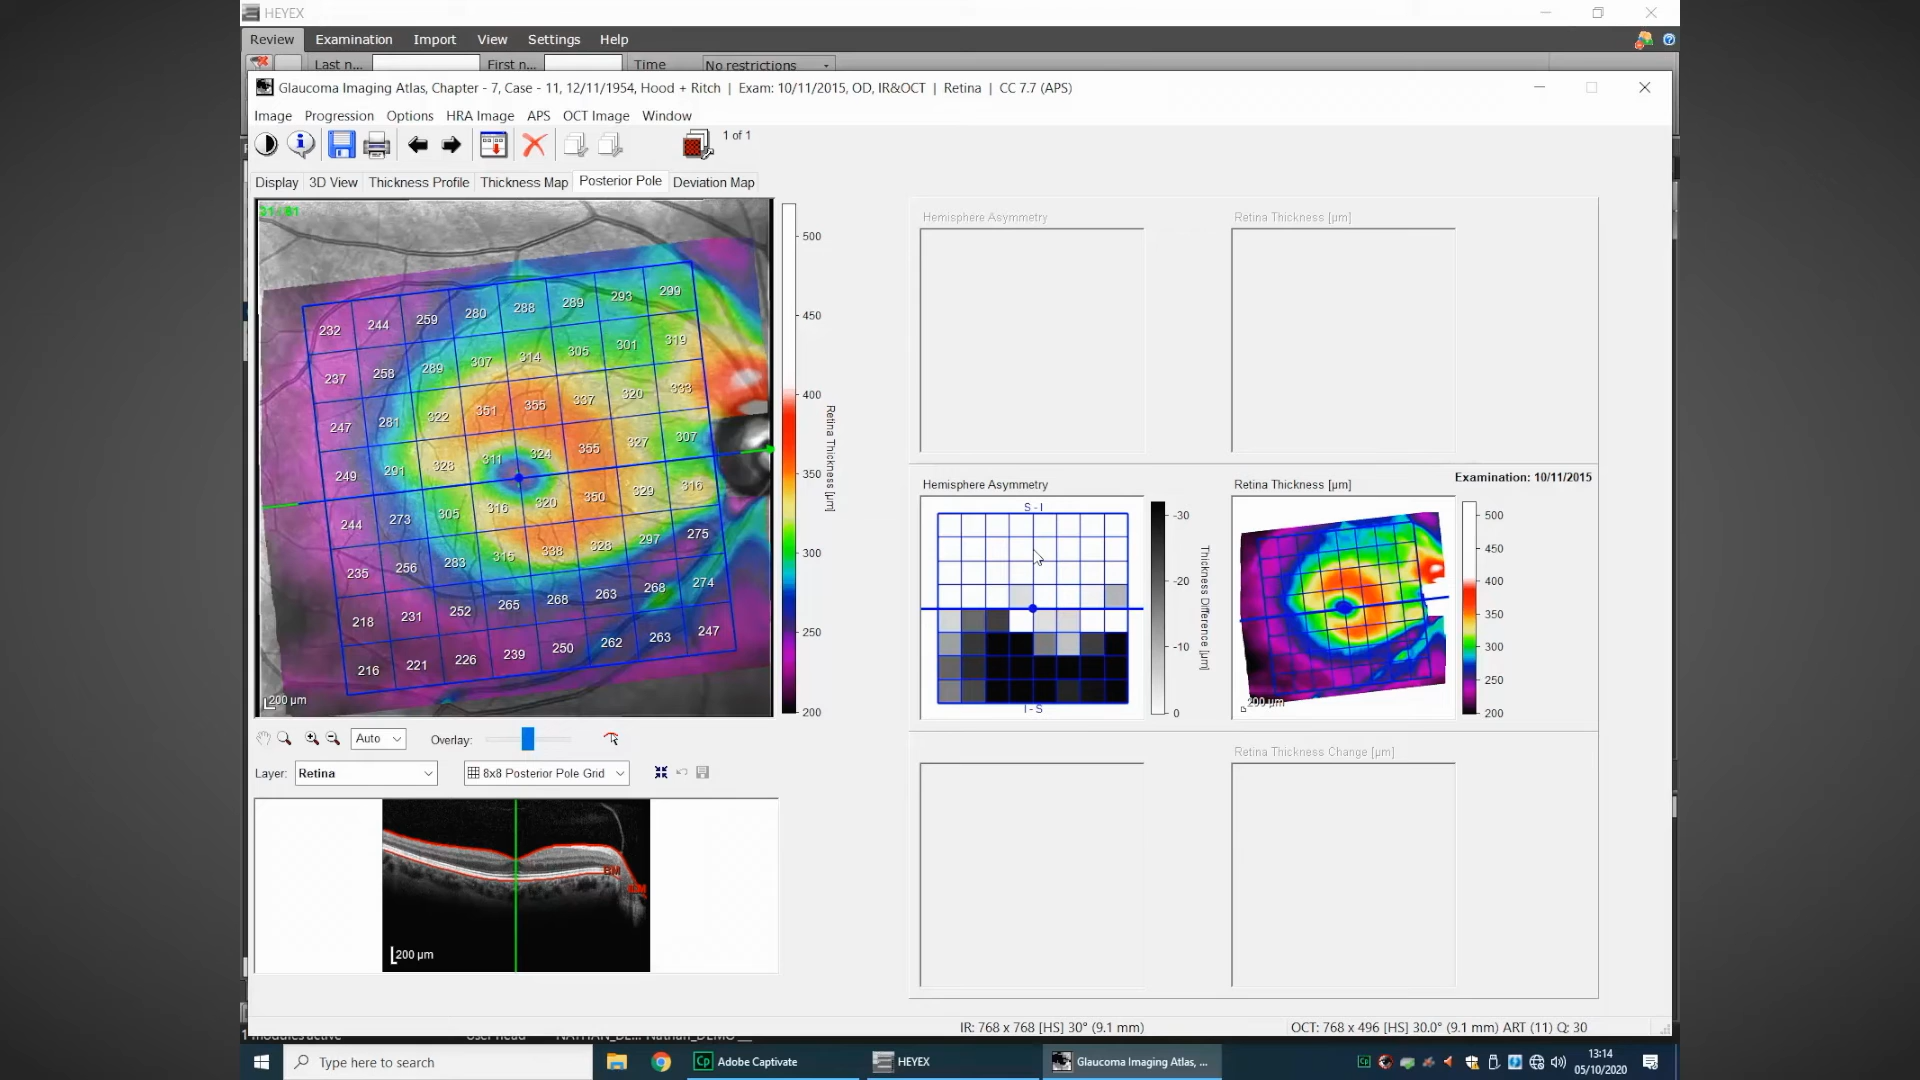 HEYEX
Review Examination Import View Settings Help
Last n... First n... Time No restrictions
Glaucoma Imaging Atlas, Chapter - 7, Case - 11, 12/11/1954, Hood + Ritch | Exam: 10/11/2015, OD, IR&OCT | Retina | CC 7.7 (APS)
Image Progression Options HRA Image APS OCT Image Window
1 of 1
Display 3D View Thickness Profile Thickness Map Posterior Pole Deviation Map
31 / 61
232 244 259 280 288 289 293 299
237 258 289 307 314 305 301 319
247 281 322 351 355 337 320 333
249 291 328 311 324 355 327 307
244 273 305 316 320 350 329 316
235 256 283 315 338 328 297 275
218 231 252 265 268 263 268 274
216 221 226 239 250 262 263 247
200 µm
500
450
400
350
300
250
200
Retina Thickness [µm]
Hemisphere Asymmetry
Retina Thickness [µm]
Hemisphere Asymmetry
S - I
I - S
-30
-20
-10
0
Thickness Difference [µm]
Retina Thickness [µm]
Examination: 10/11/2015
200 µm
500
450
400
350
300
250
200
Retina Thickness Change [µm]
Auto Overlay:
Layer: Retina 8x8 Posterior Pole Grid
BM
200 µm
IR: 768 x 768 [HS] 30° (9.1 mm) OCT: 768 x 496 [HS] 30.0° (9.1 mm) ART (11) Q: 30
Type here to search
Cp Adobe Captivate
HEYEX
Glaucoma Imaging Atlas, ...
13:14
05/10/2020